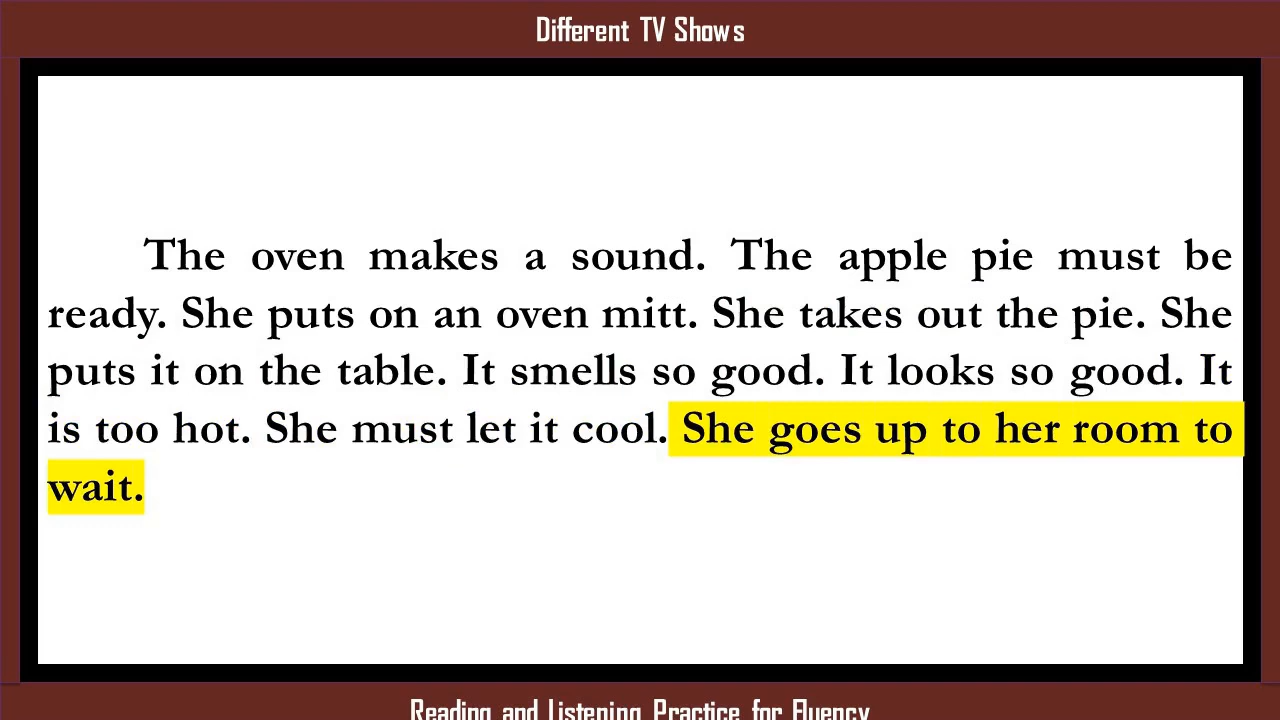 Different TV Shows
The oven makes a sound. The apple pie must be
ready. She puts on an oven mitt. She takes out the pie. She
puts it on the table. It smells so good. It looks so good. It
is too hot. She must let it cool. She goes up to her room to
wait.
Reading and Listening Practice for Fluency